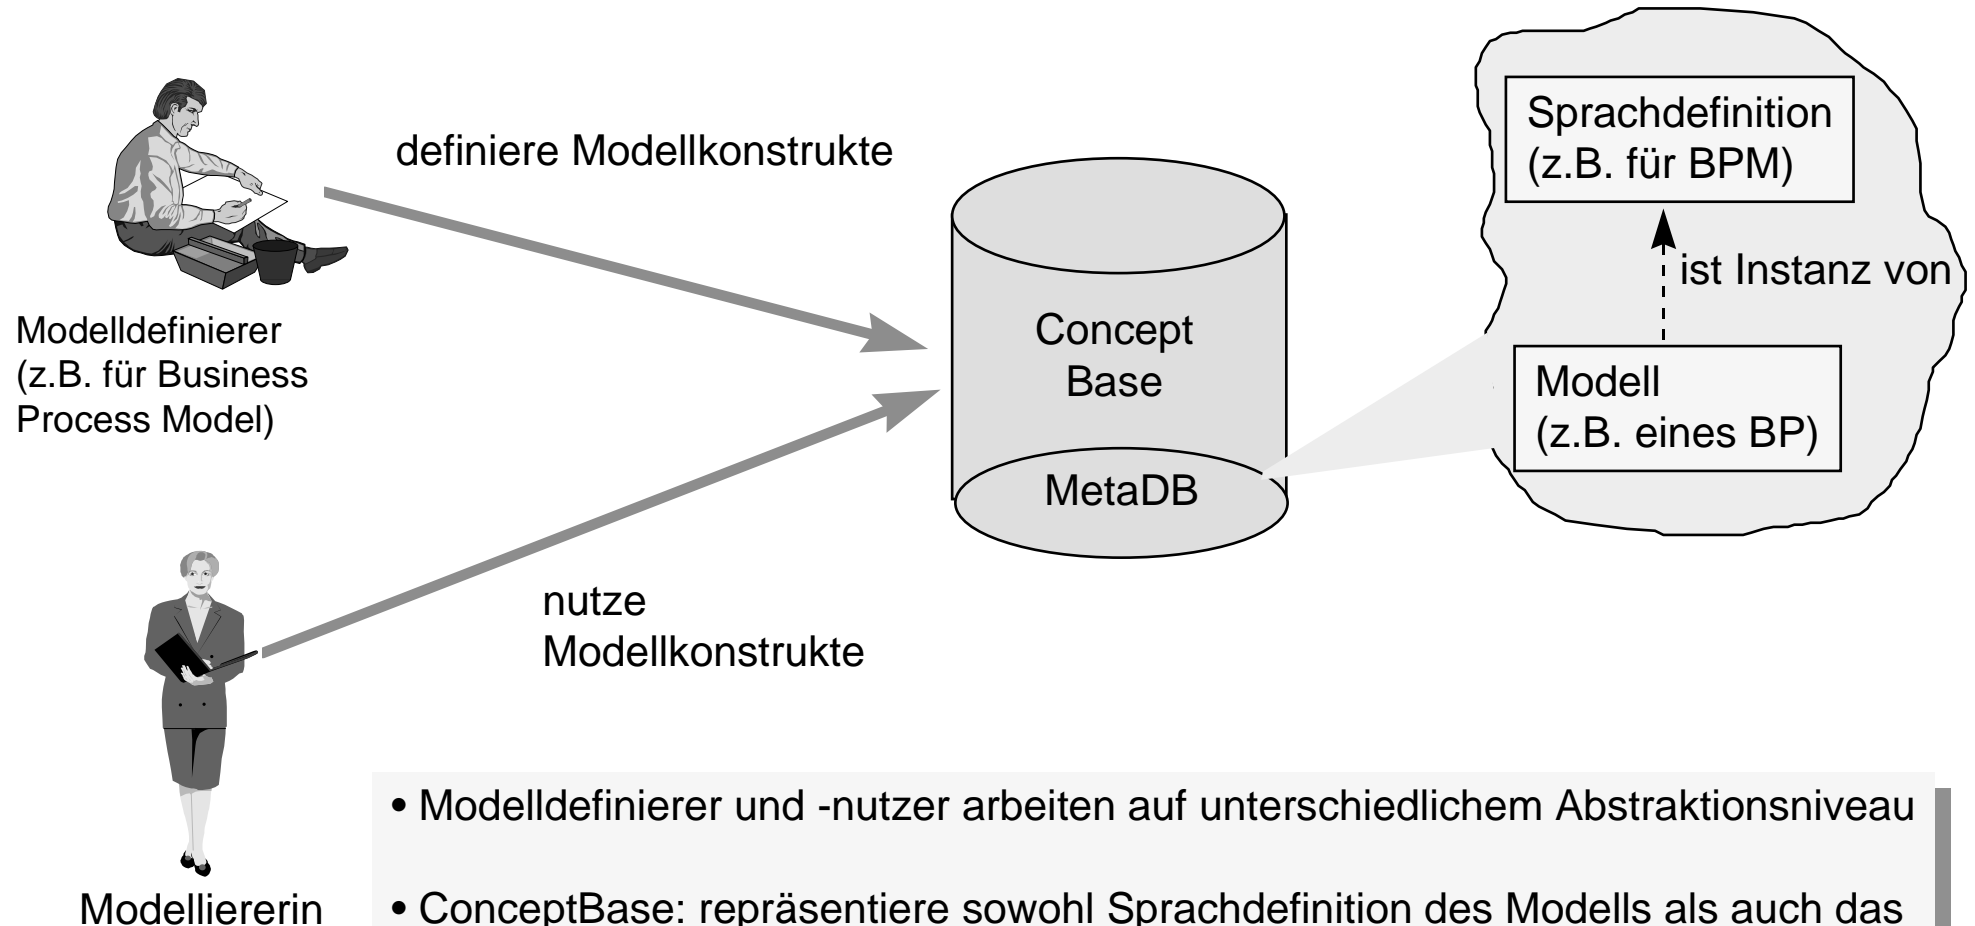 definiere Modellkonstrukte
Modelldefinierer
(z.B. für Business
Process Model)
Concept
Base
MetaDB
Sprachdefinition
(z.B. für BPM)
ist Instanz von
Modell
(z.B. eines BP)
nutze
Modellkonstrukte
Modelliererin
• Modelldefinierer und -nutzer arbeiten auf unterschiedlichem Abstraktionsniveau
• ConceptBase: repräsentiere sowohl Sprachdefinition des Modells als auch das